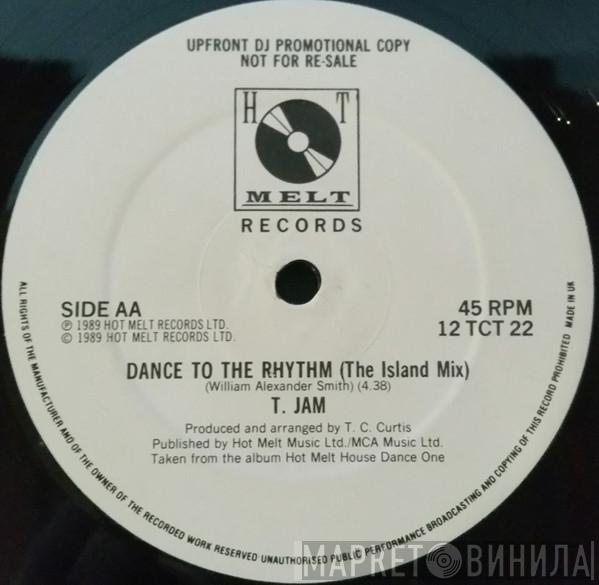 UPFRONT DJ PROMOTIONAL COPY
NOT FOR RE-SALE
H T
MELT
RECORDS
SIDE AA
℗ 1989 HOT MELT RECORDS LTD.
© 1989 HOT MELT RECORDS LTD.
45 RPM
12 TCT 22
DANCE TO THE RHYTHM (The Island Mix)
(William Alexander Smith) (4.38)
T. JAM
Produced and arranged by T. C. Curtis
Published by Hot Melt Music Ltd./MCA Music Ltd.
Taken from the album Hot Melt House Dance One
ALL RIGHTS OF THE MANUFACTURER AND OF THE OWNER OF THE RECORDED WORK RESERVED UNAUTHORISED PUBLIC PERFORMANCE BROADCASTING AND COPYING OF THIS RECORD PROHIBITED MADE IN UK
МАРКЕТ ВИНИЛА